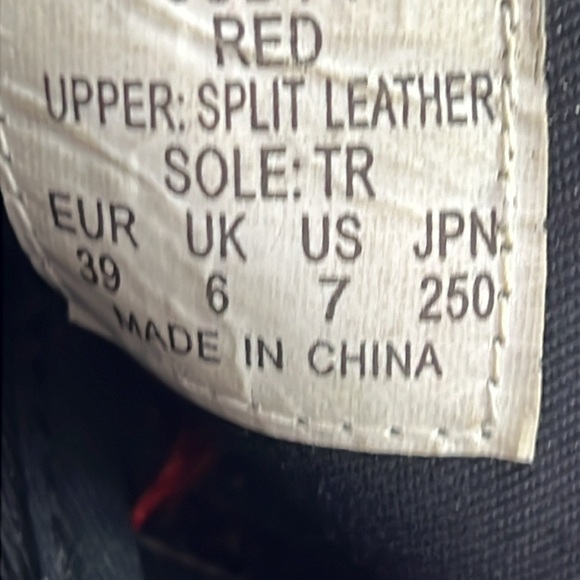 RED
UPPER: SPLIT LEATHER
SOLE: TR
EUR UK US JPN
39 6 7 250
MADE IN CHINA